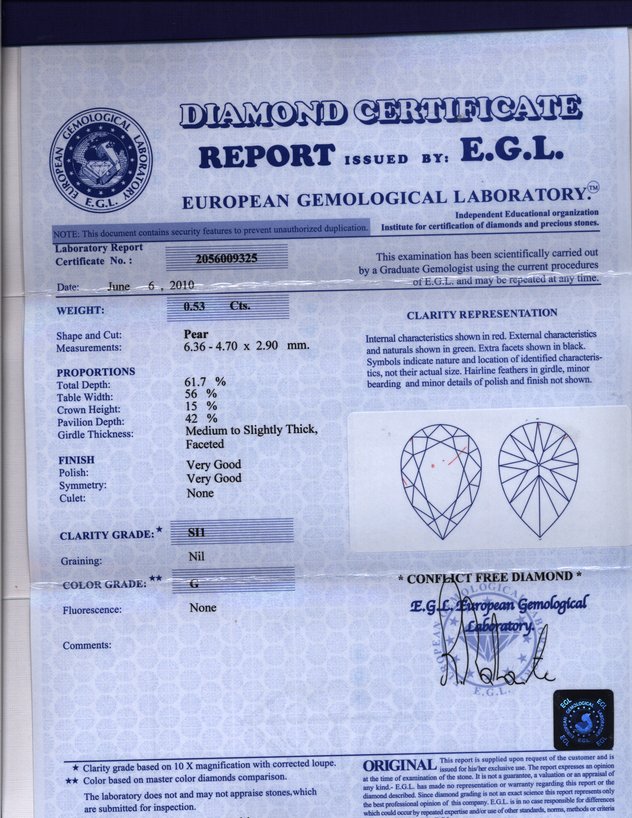 EUROPEAN GEMOLOGICAL LABORATORY
E.G.L.
DIAMOND CERTIFICATE
REPORT ISSUED BY: E.G.L.
EUROPEAN GEMOLOGICAL LABORATORY.™
Independent Educational organization
Institute for certification of diamonds and precious stones.
NOTE: This document contains security features to prevent unauthorized duplication.
Laboratory Report
Certificate No. : 2056009325
Date: June 6 , 2010
This examination has been scientifically carried out
by a Graduate Gemologist using the current procedures
of E.G.L. and may be repeated at any time.
WEIGHT: 0.53 Cts.
Shape and Cut: Pear
Measurements: 6.36 - 4.70 x 2.90 mm.
PROPORTIONS
Total Depth: 61.7 %
Table Width: 56 %
Crown Height: 15 %
Pavilion Depth: 42 %
Girdle Thickness: Medium to Slightly Thick,
Faceted
FINISH
Polish: Very Good
Symmetry: Very Good
Culet: None
CLARITY GRADE:★ SI1
Graining: Nil
COLOR GRADE:★★ G
Fluorescence: None
Comments:
CLARITY REPRESENTATION
Internal characteristics shown in red. External characteristics
and naturals shown in green. Extra facets shown in black.
Symbols indicate nature and location of identified characteris-
tics, not their actual size. Hairline feathers in girdle, minor
bearding and minor details of polish and finish not shown.
* CONFLICT FREE DIAMOND *
E.G.L. European Gemological
Laboratory.
E.G.L.
EGL EGL
EUROPEAN GEMOLOGICAL LABORATORY
EGL EGL
★ Clarity grade based on 10 X magnification with corrected loupe.
★★ Color based on master color diamonds comparison.
The laboratory does and may not appraise stones, which
are submitted for inspection.
ORIGINAL This report is supplied upon request of the customer and is
issued for his/her exclusive use. The report expresses an opinion
at the time of examination of the stone. It is not a guarantee, a valuation or an appraisal of
any kind.- E.G.L. has made no representation or warranty regarding this report or the
diamond described. Since diamond grading is not an exact science this report represents only
the best professional opinion of this company. E.G.L. is in no case responsible for differences
which could occur by repeated expertise and/or use of other standards, norms, methods or criteria